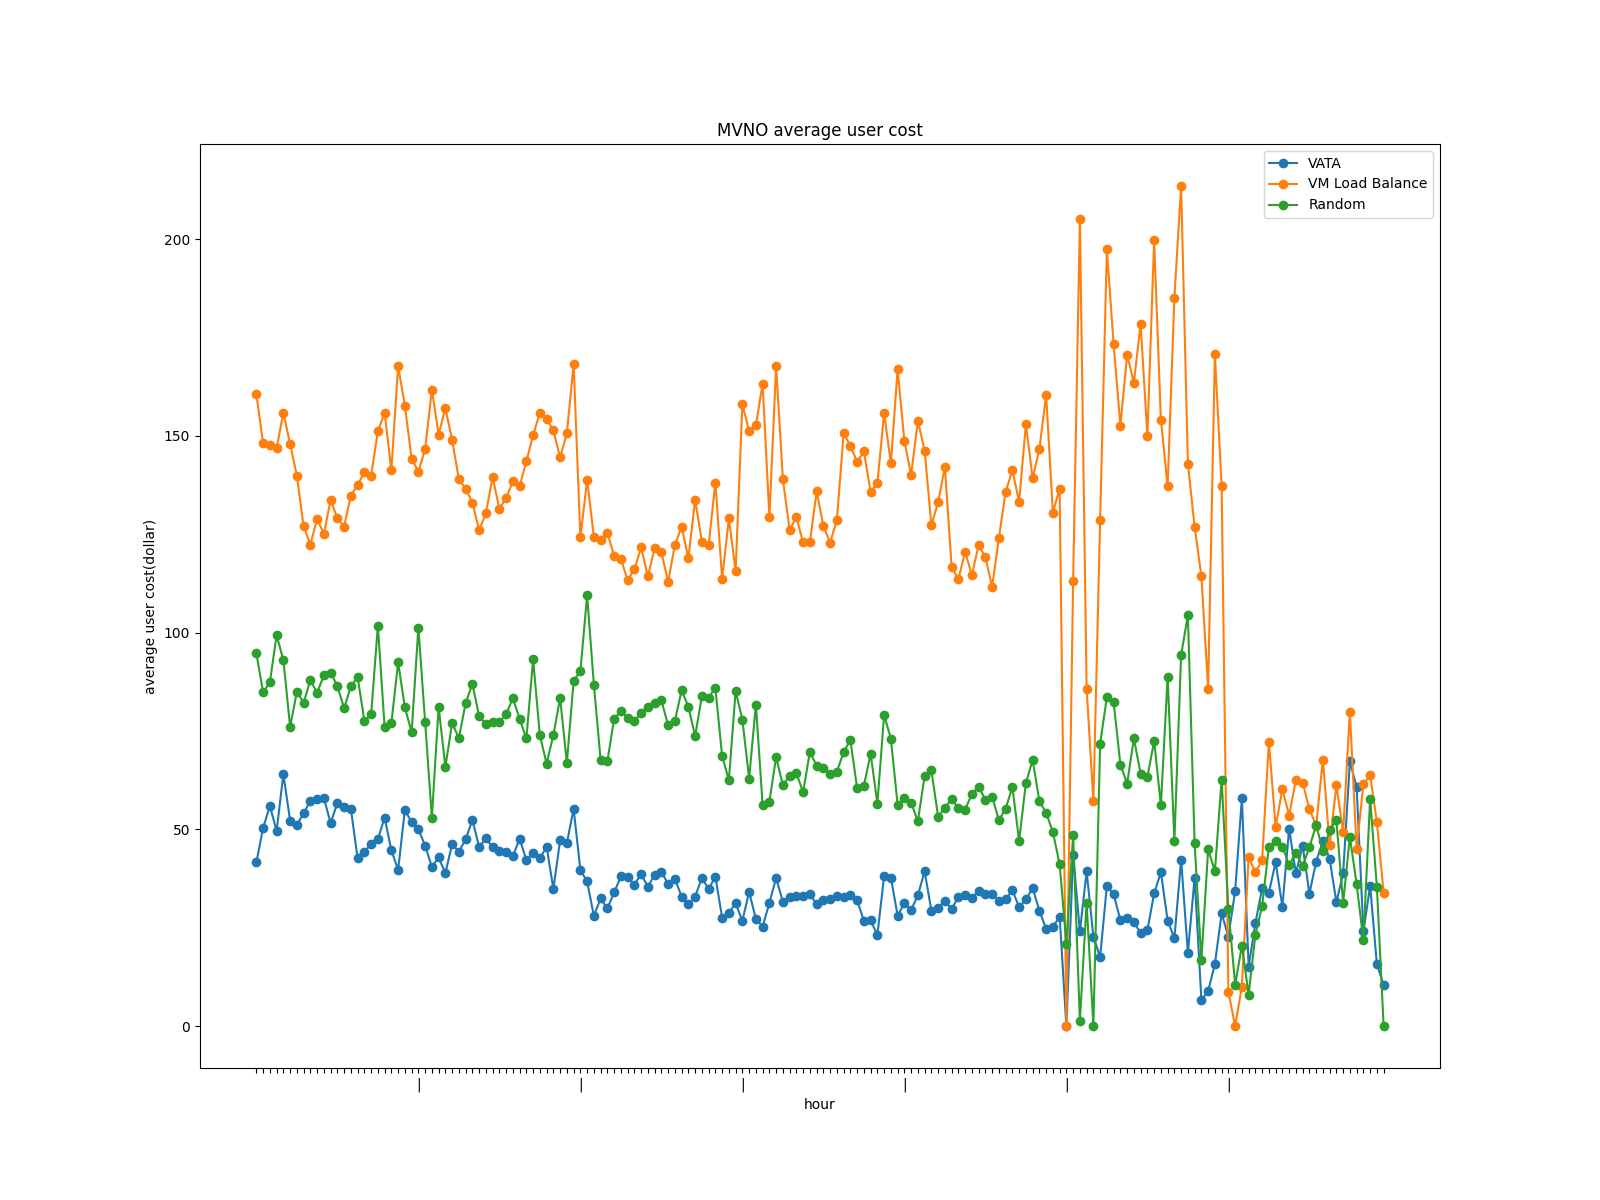 MVNO average user cost
VATA
VM Load Balance
Random
average user cost(dollar)
200
150
100
50
0
| | | | | |
hour